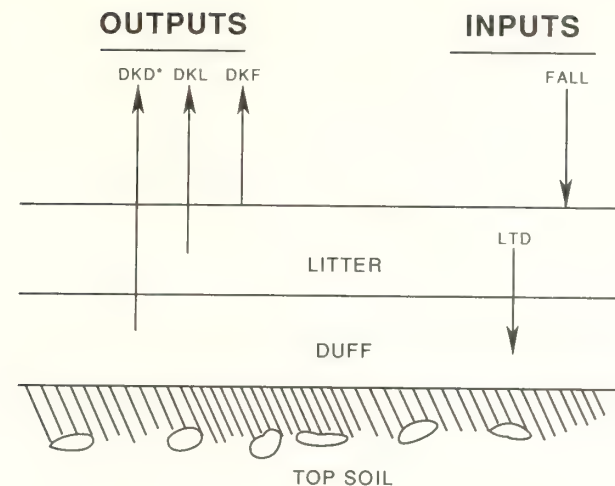 OUTPUTS INPUTS
DKD* DKL DKF FALL
LTD
LITTER
DUFF
TOP SOIL